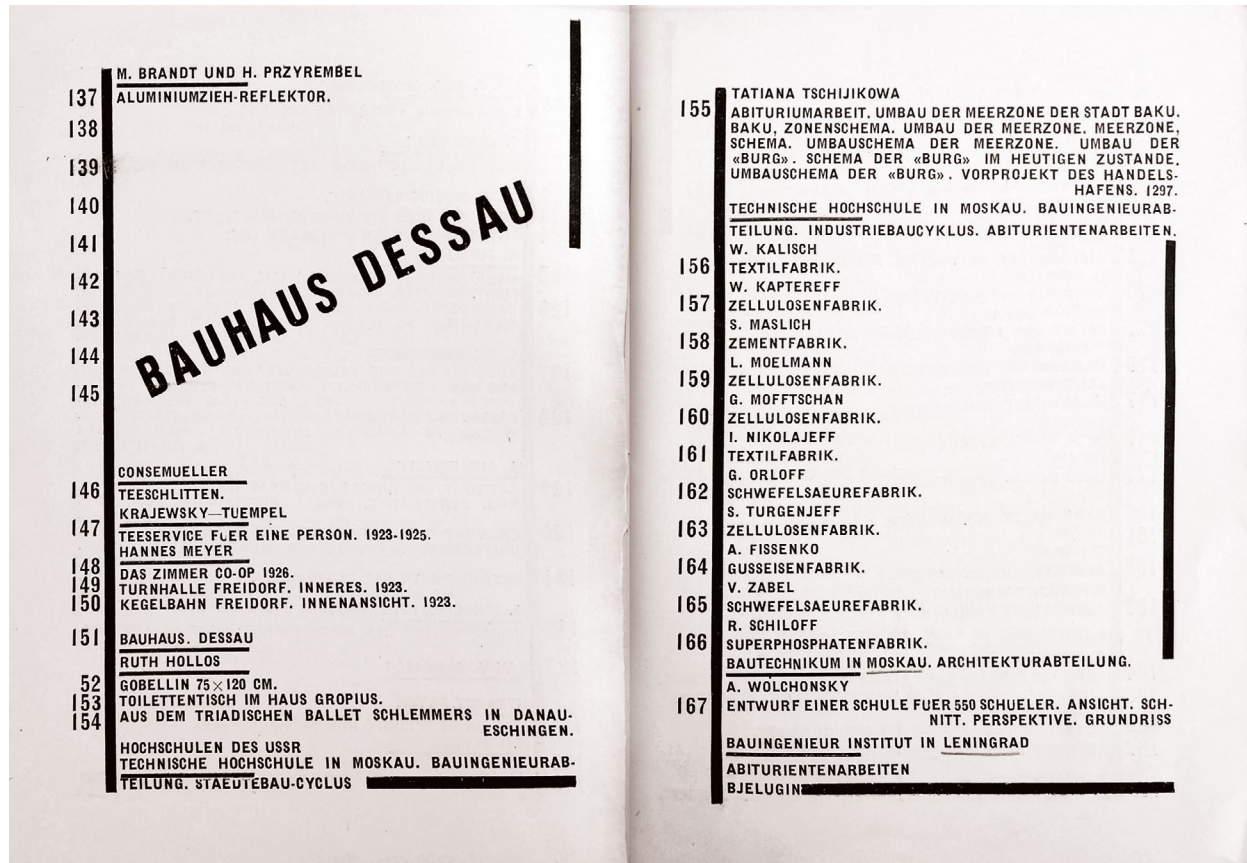 M. BRANDT UND H. PRZYREMBEL
137 ALUMINIUMZIEH-REFLEKTOR.
138
139
140
141
142
143
144
145
BAUHAUS DESSAU
CONSEMUELLER
146 TEESCHLITTEN.
KRAJEWSKY—TUEMPEL
147 TEESERVICE FUER EINE PERSON. 1923-1925.
HANNES MEYER
148 DAS ZIMMER CO-OP 1926.
149 TURNHALLE FREIDORF. INNERES. 1923.
150 KEGELBAHN FREIDORF. INNENANSICHT. 1923.
151 BAUHAUS. DESSAU
RUTH HOLLOS
52 GOBELLIN 75×120 CM.
153 TOILETTENTISCH IM HAUS GROPIUS.
154 AUS DEM TRIADISCHEN BALLET SCHLEMMERS IN DANAU-
ESCHINGEN.
HOCHSCHULEN DES USSR
TECHNISCHE HOCHSCHULE IN MOSKAU. BAUINGENIEURAB-
TEILUNG. STAEDTEBAU-CYCLUS
TATIANA TSCHIJIKOWA
155 ABITURIUMARBEIT. UMBAU DER MEERZONE DER STADT BAKU.
BAKU, ZONENSCHEMA. UMBAU DER MEERZONE. MEERZONE,
SCHEMA. UMBAUSCHEMA DER MEERZONE. UMBAU DER
«BURG». SCHEMA DER «BURG» IM HEUTIGEN ZUSTANDE.
UMBAUSCHEMA DER «BURG». VORPROJEKT DES HANDELS-
HAFENS. 1297.
TECHNISCHE HOCHSCHULE IN MOSKAU. BAUINGENIEURAB-
TEILUNG. INDUSTRIEBAUCYKLUS. ABITURIENTENARBEITEN.
W. KALISCH
156 TEXTILFABRIK.
W. KAPTEREFF
157 ZELLULOSENFABRIK.
S. MASLICH
158 ZEMENTFABRIK.
L. MOELMANN
159 ZELLULOSENFABRIK.
G. MOFFTSCHAN
160 ZELLULOSENFABRIK.
I. NIKOLAJEFF
161 TEXTILFABRIK.
G. ORLOFF
162 SCHWEFELSAEUREFABRIK.
S. TURGENJEFF
163 ZELLULOSENFABRIK.
A. FISSENKO
164 GUSSEISENFABRIK.
V. ZABEL
165 SCHWEFELSAEUREFABRIK.
R. SCHILOFF
166 SUPERPHOSPHATENFABRIK.
BAUTECHNIKUM IN MOSKAU. ARCHITEKTURABTEILUNG.
A. WOLCHONSKY
167 ENTWURF EINER SCHULE FUER 550 SCHUELER. ANSICHT. SCH-
NITT. PERSPEKTIVE. GRUNDRISS
BAUINGENIEUR INSTITUT IN LENINGRAD
ABITURIENTENARBEITEN
BJELUGIN